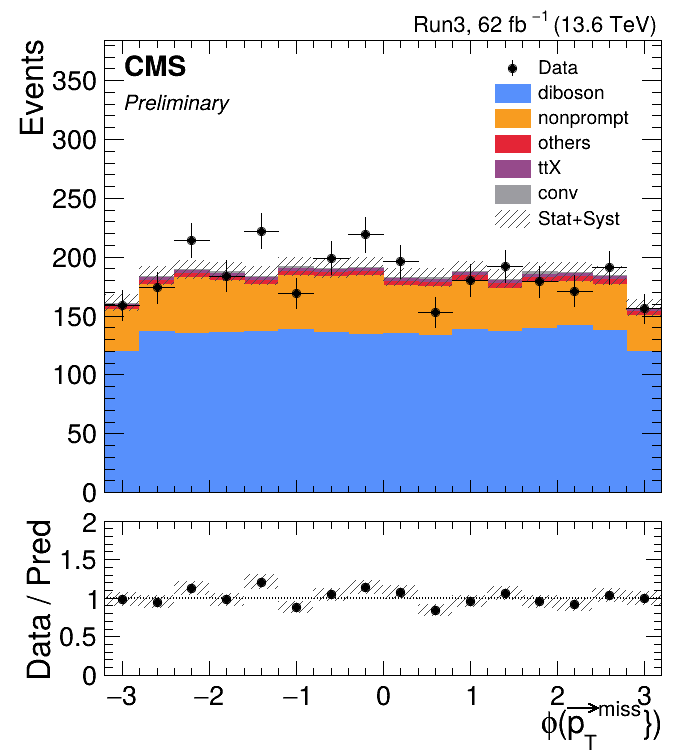 Run3, 62 fb⁻¹ (13.6 TeV)
CMS
Preliminary
Data
diboson
nonprompt
others
ttX
conv
Stat+Syst
Events
350
300
250
200
150
100
50
0
Data / Pred
2
1.5
1
0.5
0
−3 −2 −1 0 1 2 3
ϕ(p⃗_T^miss})